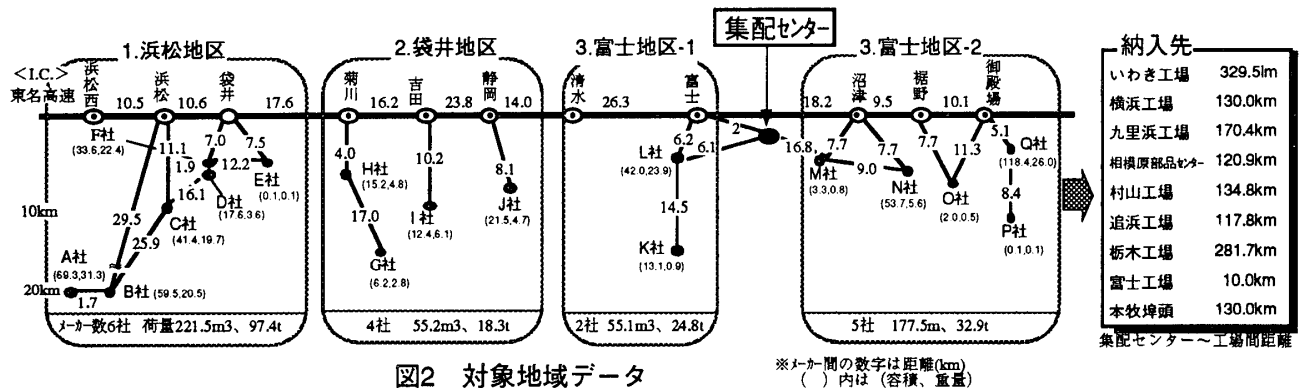 集配センター
1.浜松地区
2.袋井地区
3.富士地区-1
3.富士地区-2
<I.C.>
東名高速
浜松西
浜松
袋井
菊川
吉田
静岡
清水
富士
沼津
裾野
御殿場
10.5
10.6
17.6
16.2
23.8
14.0
26.3
18.2
9.5
10.1
F社
(33.6,22.4)
11.1
1.9
7.0
7.5
12.2
E社
(0.1,0.1)
D社
(17.6,3.6)
16.1
C社
(41.4,19.7)
29.5
25.9
10km
A社
(69.3,31.3)
20km
1.7
B社 (59.5,20.5)
メーカー数6社 荷量221.5m3、97.4t
4.0
H社
(15.2,4.8)
17.0
G社
(6.2,2.8)
10.2
I社
(12.4,6.1)
8.1
J社
(21.5,4.7)
4社 55.2m3、18.3t
6.2
2
6.1
L社
(42.0,23.9)
14.5
K社
(13.1,0.9)
2社 55.1m3、24.8t
16.8
7.7
M社
(3.3,0.8)
7.7
9.0
N社
(53.7,5.6)
7.7
11.3
O社
(2.0,0.5)
5.1
Q社
(118.4,26.0)
8.4
P社
(0.1,0.1)
5社 177.5m、32.9t
納入先
いわき工場 329.5im
横浜工場 130.0km
九里浜工場 170.4km
相模原部品センター 120.9km
村山工場 134.8km
追浜工場 117.8km
栃木工場 281.7km
富士工場 10.0km
本牧埠頭 130.0km
集配センター～工場間距離
※メーカー間の数字は距離(km)
( )内は(容積、重量)
図2 対象地域データ